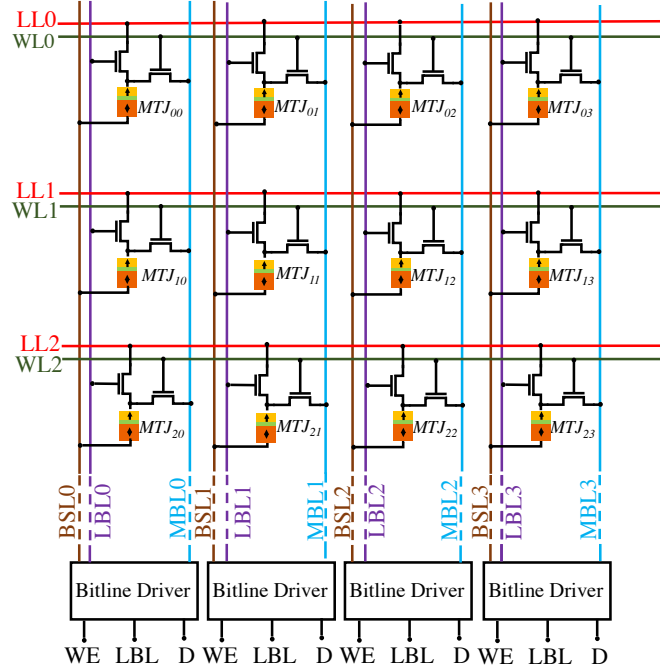 LL0
WL0
MTJ00 MTJ01 MTJ02 MTJ03
LL1
WL1
MTJ10 MTJ11 MTJ12 MTJ13
LL2
WL2
MTJ20 MTJ21 MTJ22 MTJ23
BSL0 LBL0 MBL0 BSL1 LBL1 MBL1 BSL2 LBL2 MBL2 BSL3 LBL3 MBL3
Bitline Driver Bitline Driver Bitline Driver Bitline Driver
WE LBL D WE LBL D WE LBL D WE LBL D